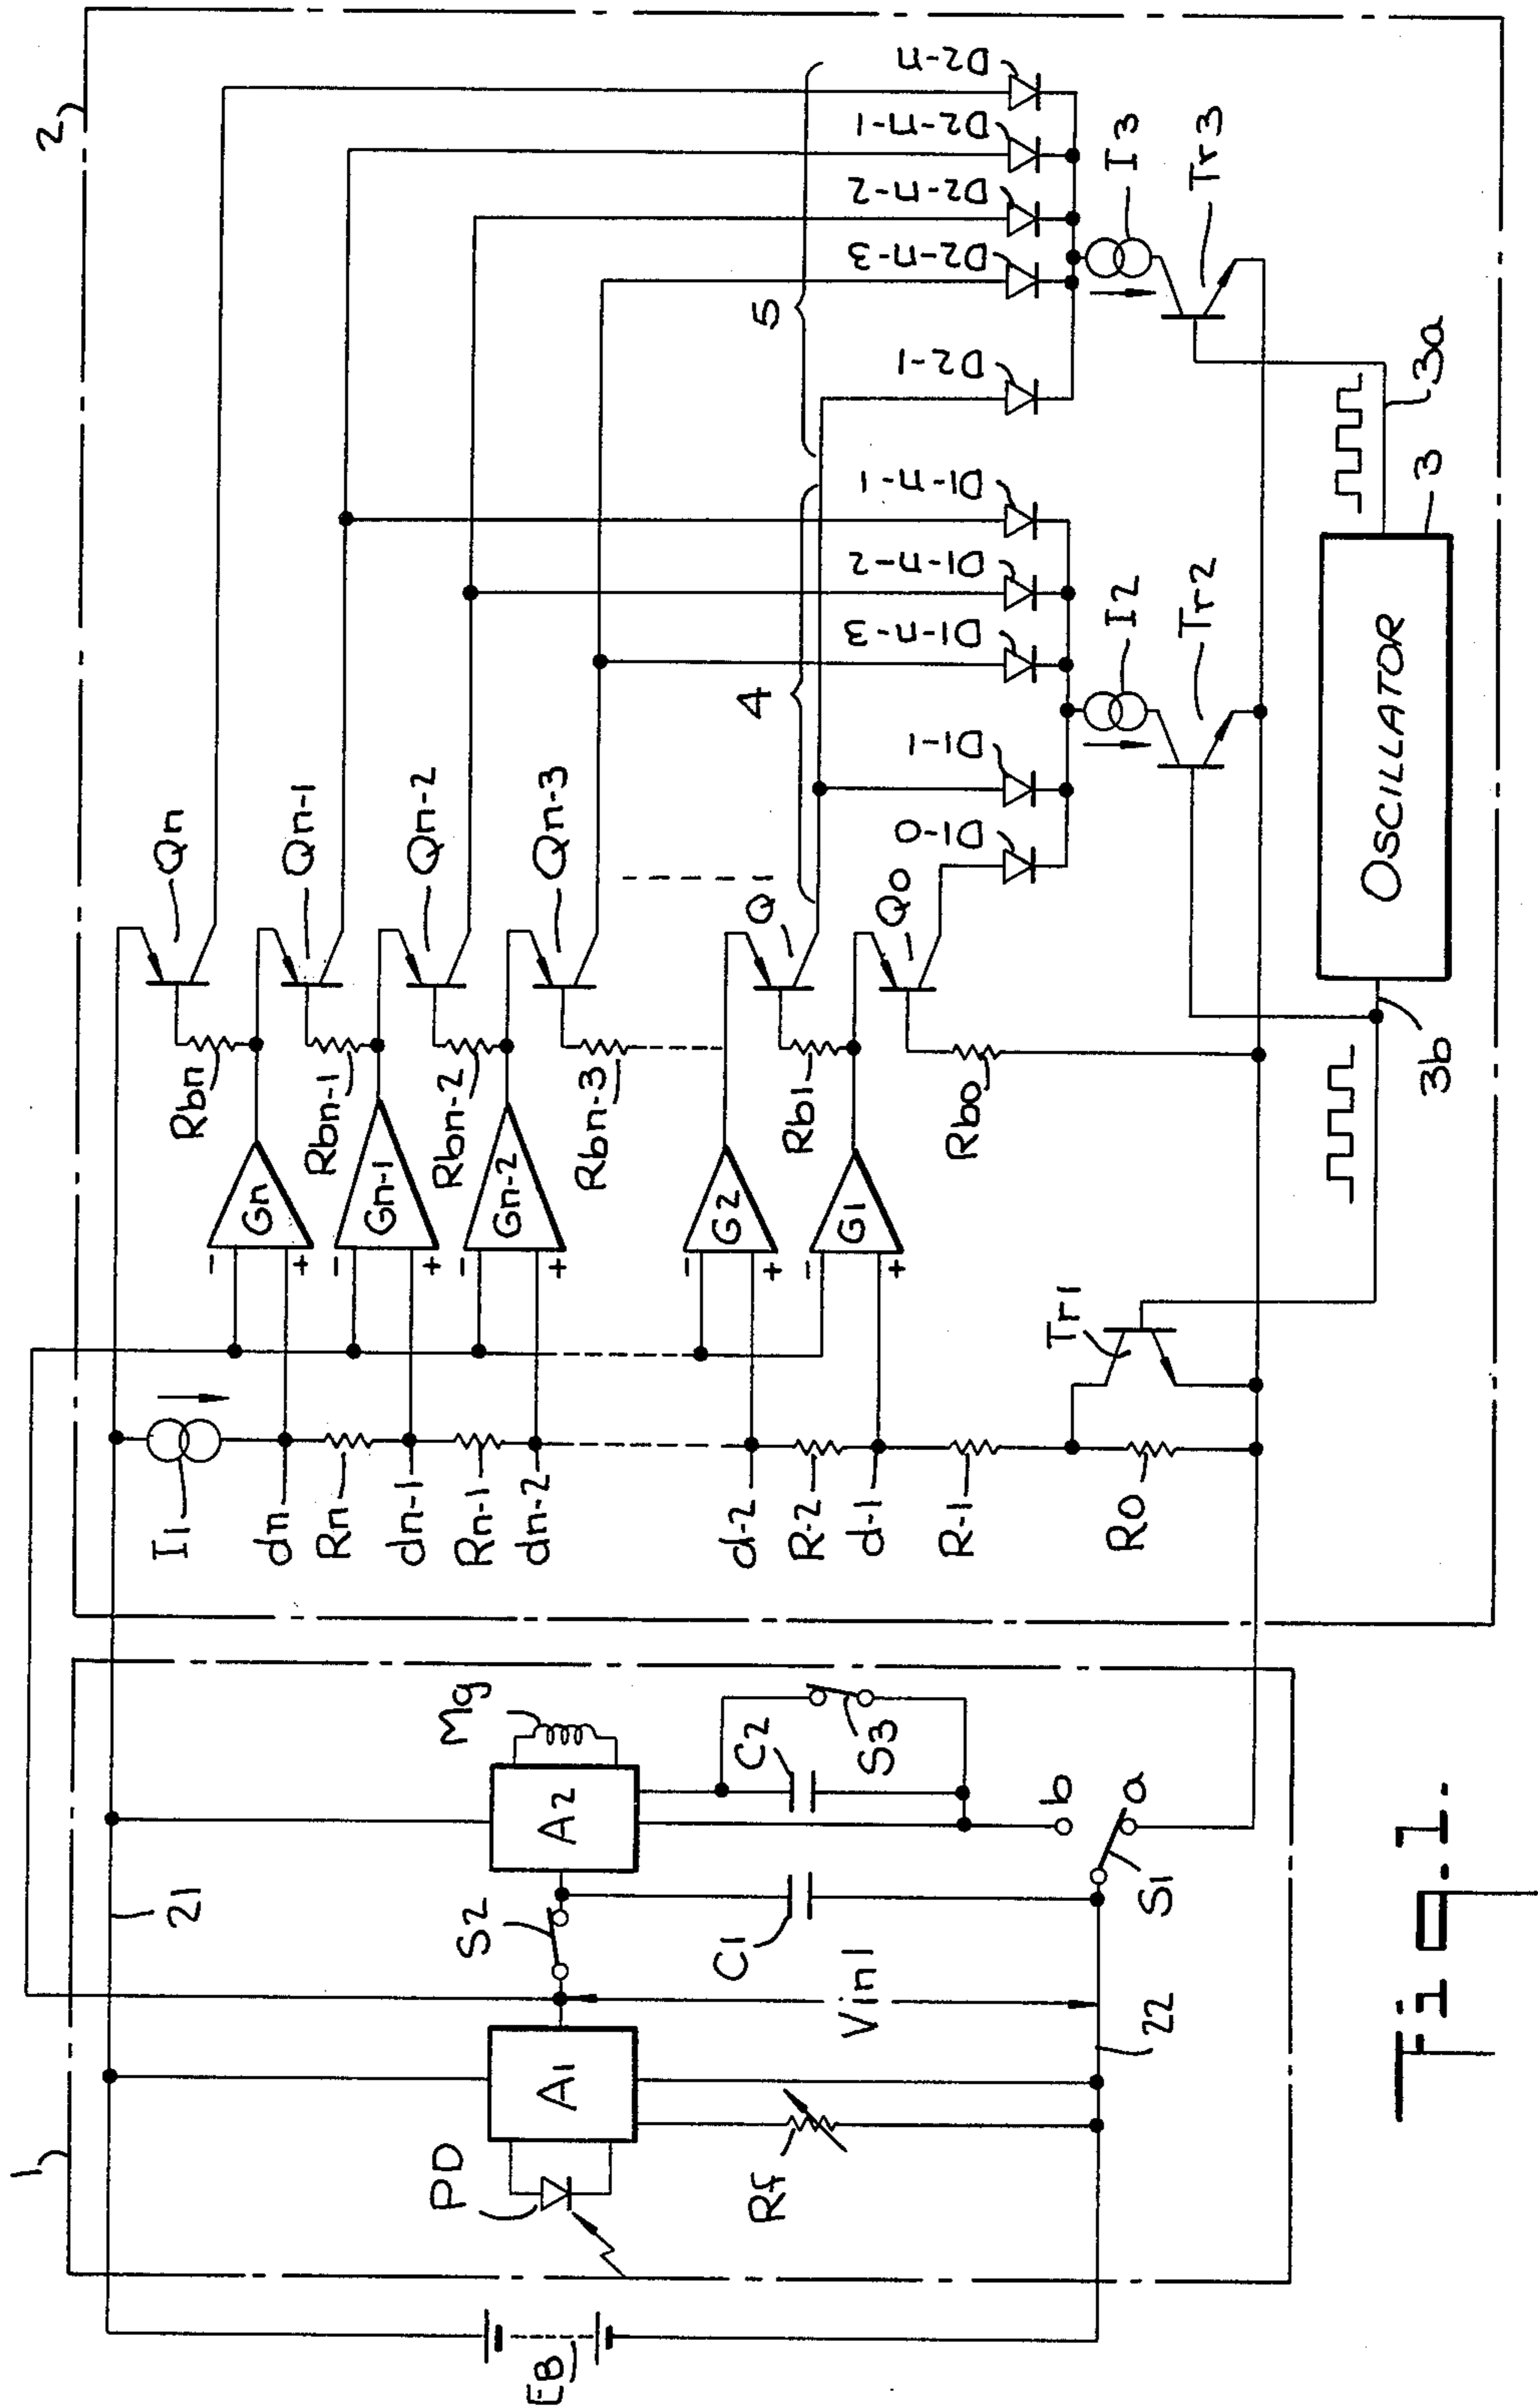 2
1
Qn
Qn-1
Qn-2
Qn-3
Q
Q0
Rbn
Rbn-1
Rbn-2
Rbn-3
Rb1
Rb0
Gn
Gn-1
Gn-2
G2
G1
-
+
-
+
-
+
-
+
-
+
I1
dn
Rn
dn-1
Rn-1
dn-2
d-2
R-2
d-1
R-1
R0
Tr1
4
5
D1-0
D1-1
D1-n-3
D1-n-2
D1-n-1
D2-1
D2-n-3
D2-n-2
D2-n-1
D2-n
I2
Tr2
I3
Tr3
OSCILLATOR
3
3a
3b
21
Mg
A2
C2
S3
S2
C1
b
a
S1
Vin1
22
A1
PD
Rf
EB
Fig.1.